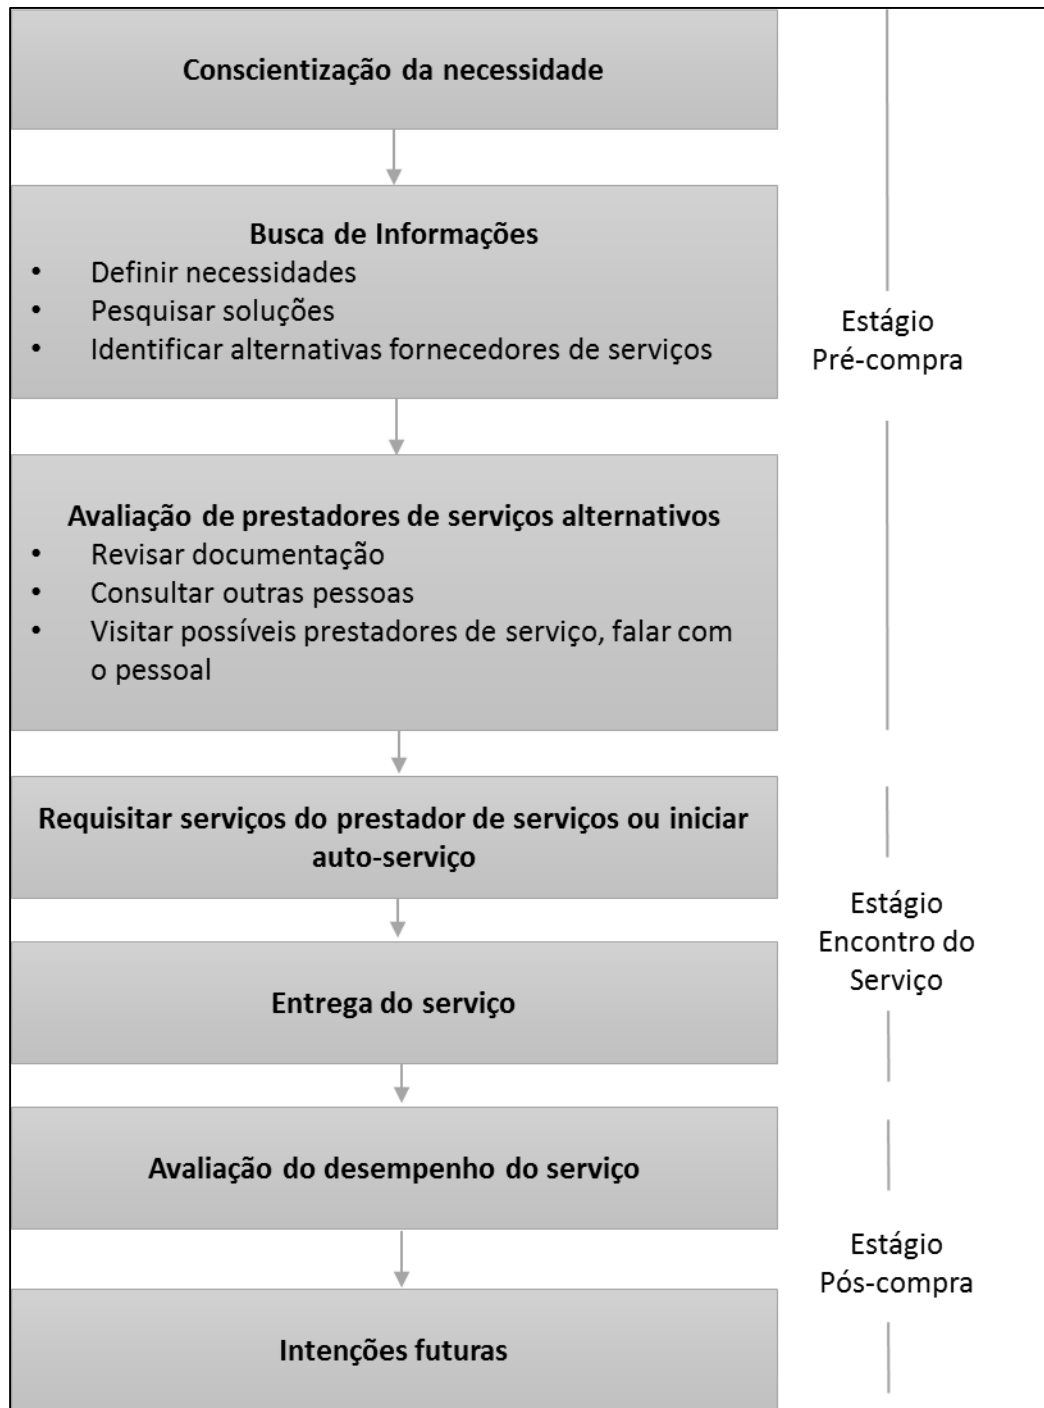 Conscientização da necessidade
Busca de Informações
• Definir necessidades
• Pesquisar soluções
• Identificar alternativas fornecedores de serviços
Estágio
Pré-compra
Avaliação de prestadores de serviços alternativos
• Revisar documentação
• Consultar outras pessoas
• Visitar possíveis prestadores de serviço, falar com
o pessoal
Requisitar serviços do prestador de serviços ou iniciar
auto-serviço
Estágio
Encontro do
Serviço
Entrega do serviço
Avaliação do desempenho do serviço
Estágio
Pós-compra
Intenções futuras